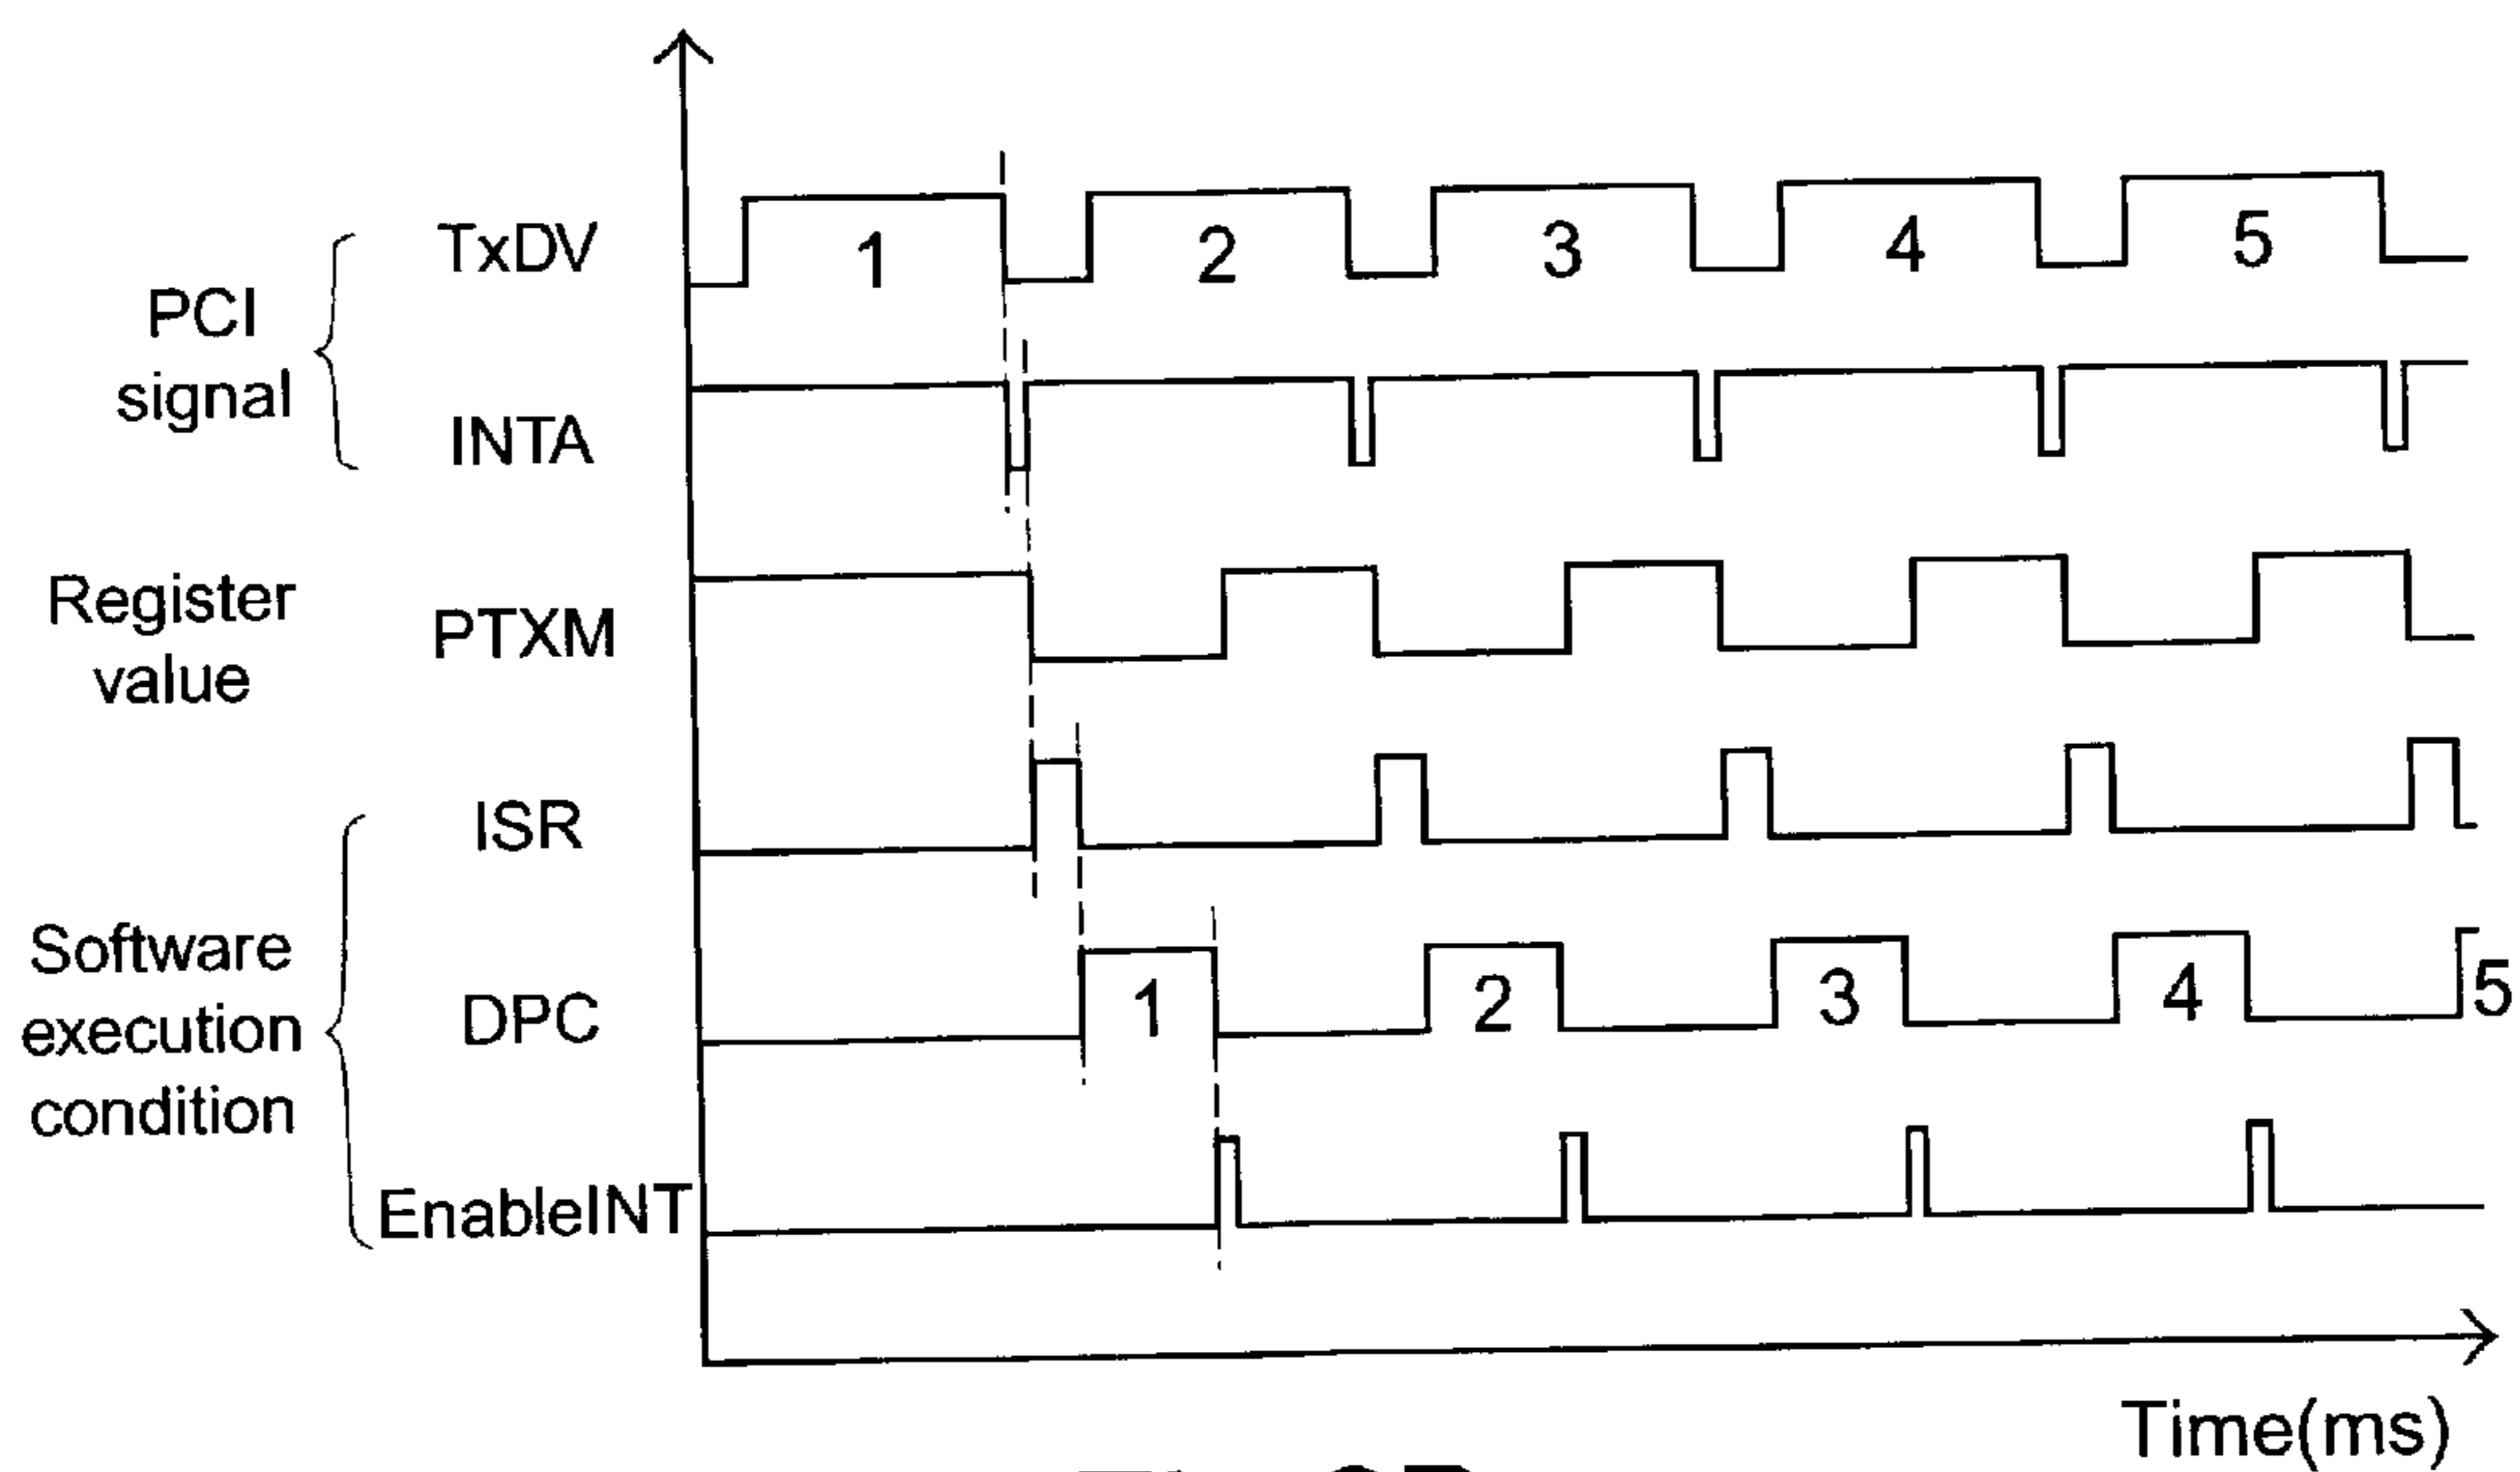 TxDV
1
2
3
4
5
PCI
signal
INTA
Register
value
PTXM
ISR
Software
execution
condition
DPC
1
2
3
4
5
EnableINT
Time(ms)